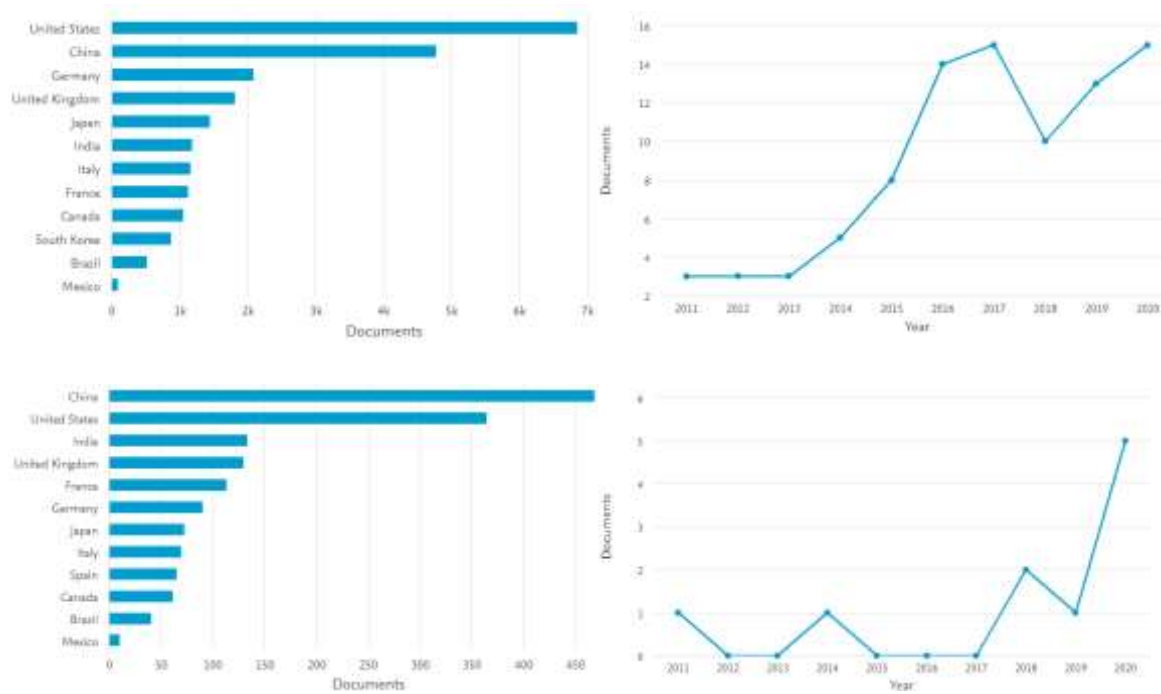 United States
China
Germany
United Kingdom
Japan
India
Italy
France
Canada
South Korea
Brazil
Mexico
0 1k 2k 3k 3k 4k 5k 6k 7k
Documents
16
14
12
10
8
6
4
2
Documents
2011 2012 2013 2014 2015 2016 2017 2018 2019 2020
Year
China
United States
India
United Kingdom
France
Germany
Japan
Italy
Spain
Canada
Brazil
Mexico
0 50 100 150 200 250 300 350 400 450
Documents
6
5
4
3
2
1
0
Documents
2011 2012 2013 2014 2015 2016 2017 2018 2019 2020
Year